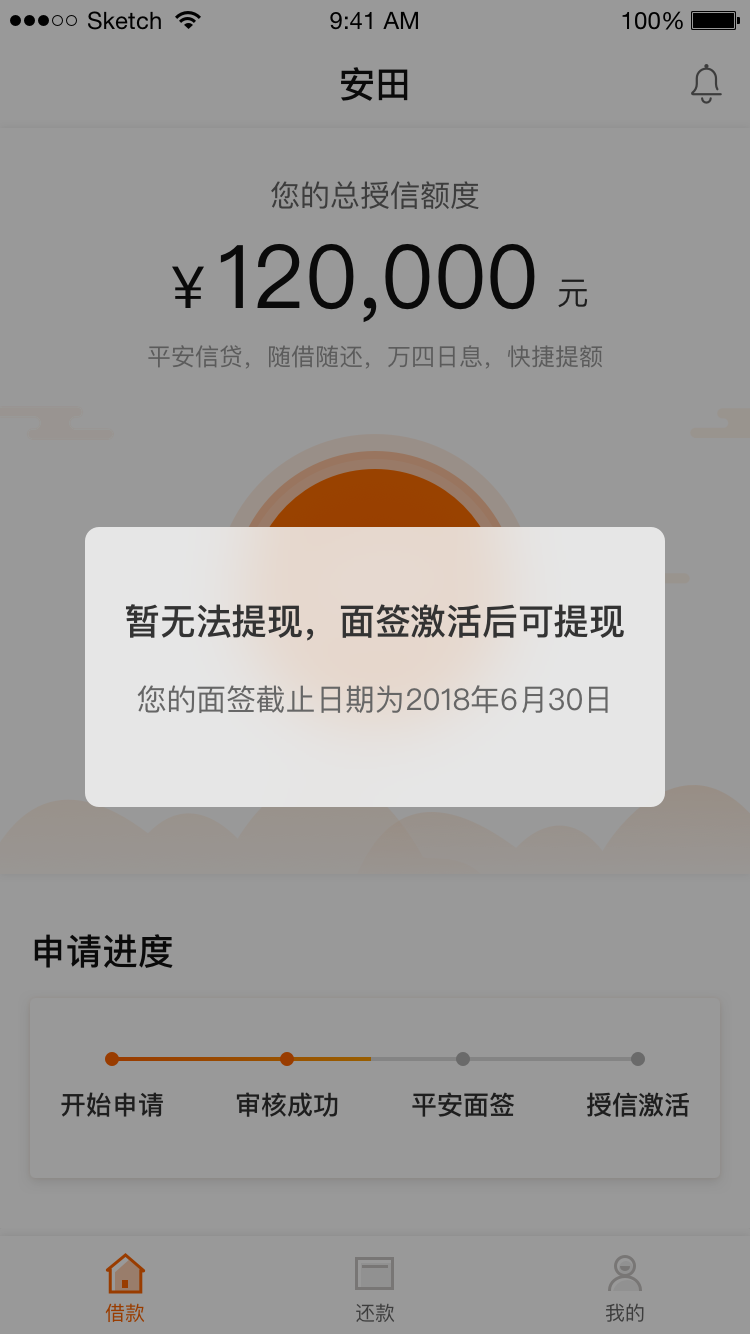 Sketch 9:41 AM 100%
安田
您的总授信额度
¥120,000 元
平安信贷，随借随还，万四日息，快捷提额
暂无法提现，面签激活后可提现
您的面签截止日期为2018年6月30日
申请进度
开始申请 审核成功 平安面签 授信激活
借款 还款 我的